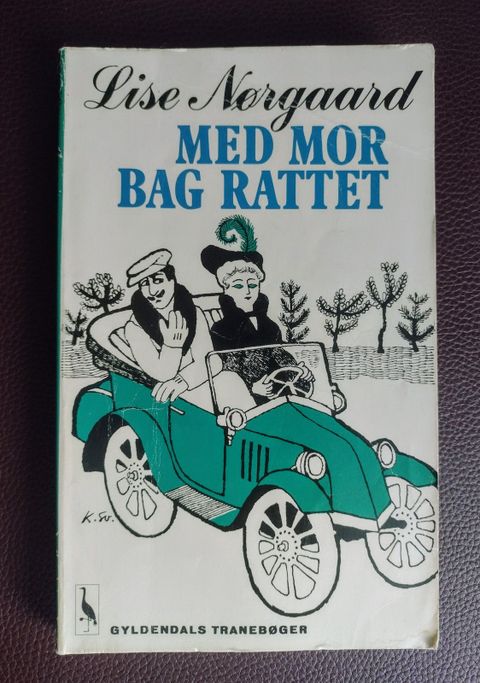 Lise Nørgaard
MED MOR
BAG RATTET
K.Sv.
GYLDENDALS TRANEBØGER